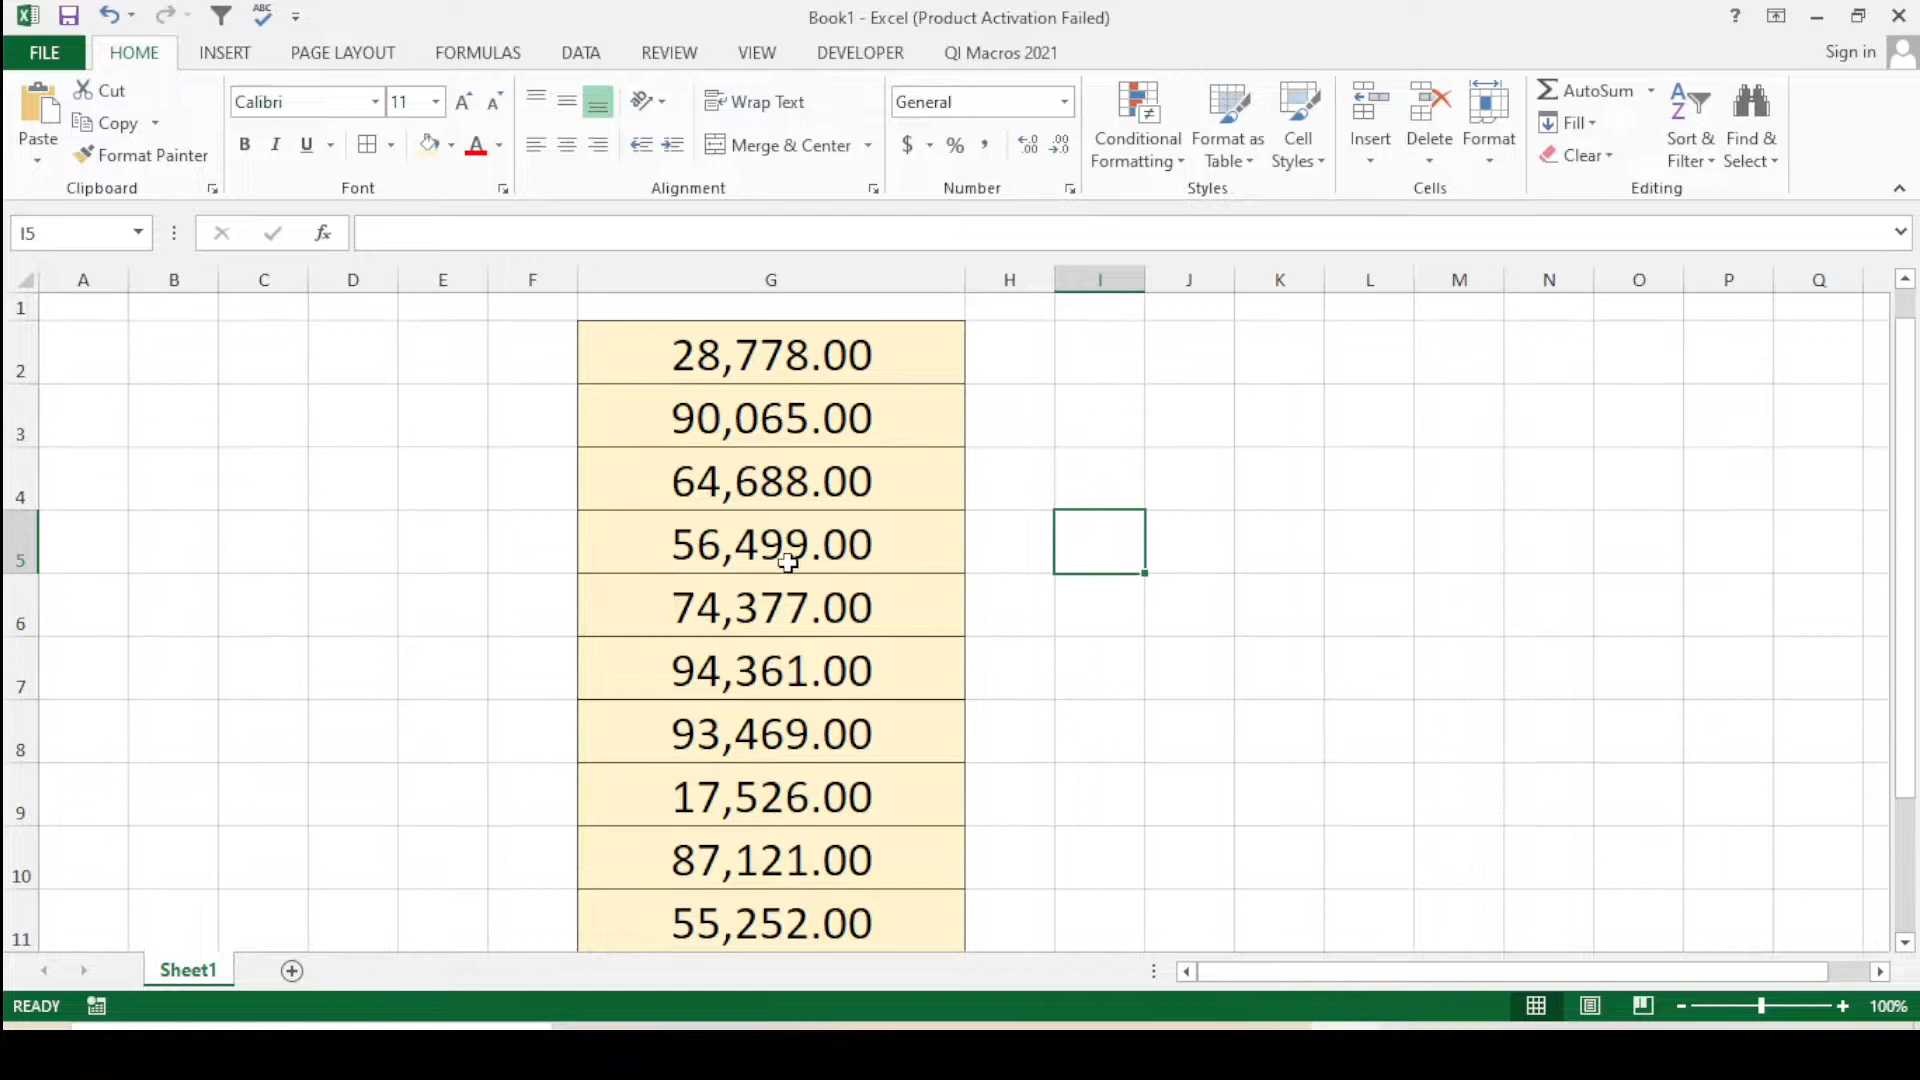 ABC
Book1 - Excel (Product Activation Failed)
?
FILE HOME INSERT PAGE LAYOUT FORMULAS DATA REVIEW VIEW DEVELOPER QI Macros 2021 Sign in
Paste
Cut
Copy
Format Painter
Clipboard
Calibri 11
B I U A
Font
Wrap Text
Merge & Center
Alignment
General
$ % ,
Number
Conditional Formatting
Format as Table
Cell Styles
Styles
Insert Delete Format
Cells
AutoSum
Fill
Clear
Sort & Filter
Find & Select
Editing
I5
fx
A B C D E F G H I J K L M N O P Q
1
2 28,778.00
3 90,065.00
4 64,688.00
5 56,499.00
6 74,377.00
7 94,361.00
8 93,469.00
9 17,526.00
10 87,121.00
11 55,252.00
Sheet1
READY
100%